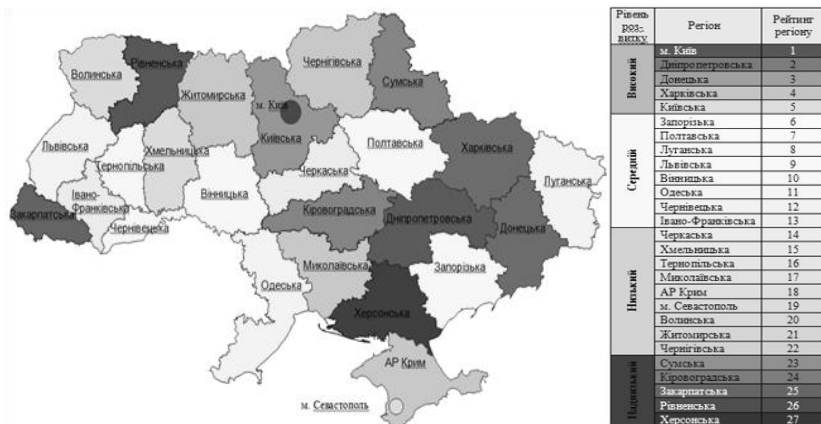 Волинська
Рівненська
Житомирська
Чернігівська
Сумська
м. Київ
Київська
Львівська
Тернопільська
Хмельницька
Полтавська
Харківська
Луганська
Черкаська
Вінницька
Івано-
Франківська
Закарпатська
Чернівецька
Кіровоградська
Дніпропетровська
Донецька
Миколаївська
Запорізька
Одеська
Херсонська
АР Крим
м. Севастополь
Рівень роз- витку Регіон Рейтинг регіону
Високий
м. Київ 1
Дніпропетровська 2
Донецька 3
Харківська 4
Київська 5
Середній
Запорізька 6
Полтавська 7
Луганська 8
Львівська 9
Вінницька 10
Одеська 11
Чернівецька 12
Івано-Франківська 13
Низький
Черкаська 14
Хмельницька 15
Тернопільська 16
Миколаївська 17
АР Крим 18
м. Севастополь 19
Волинська 20
Житомирська 21
Чернігівська 22
Наднизький
Сумська 23
Кіровоградська 24
Закарпатська 25
Рівненська 26
Херсонська 27